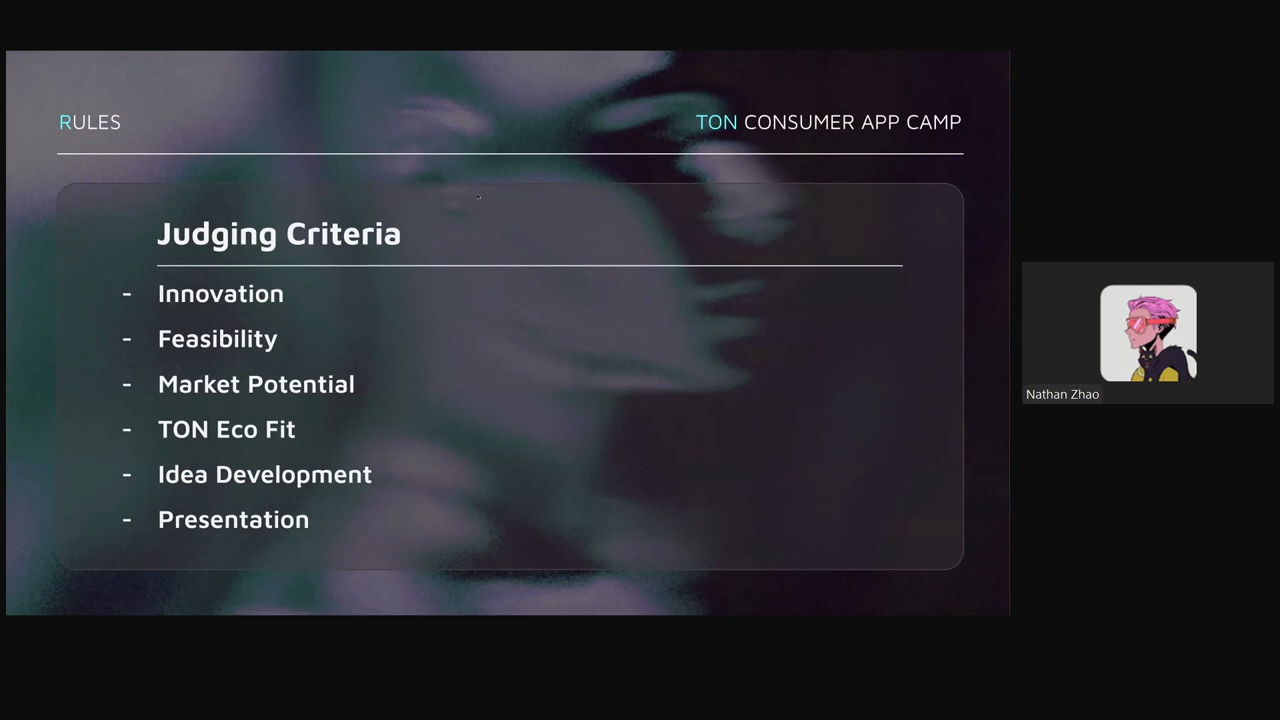 RULES
TON CONSUMER APP CAMP
Judging Criteria
- Innovation
- Feasibility
- Market Potential
- TON Eco Fit
- Idea Development
- Presentation
Nathan Zhao